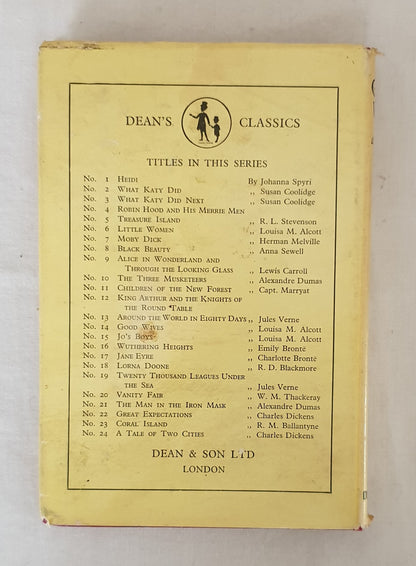 DEAN'S CLASSICS
TITLES IN THIS SERIES
No. 1 Heidi By Johanna Spyri
No. 2 What Katy Did ,, Susan Coolidge
No. 3 What Katy Did Next ,, Susan Coolidge
No. 4 Robin Hood and His Merrie Men
No. 5 Treasure Island ,, R. L. Stevenson
No. 6 Little Women ,, Louisa M. Alcott
No. 7 Moby Dick ,, Herman Melville
No. 8 Black Beauty ,, Anna Sewell
No. 9 Alice in Wonderland and
Through the Looking Glass ,, Lewis Carroll
No. 10 The Three Musketeers ,, Alexandre Dumas
No. 11 Children of the New Forest ,, Capt. Marryat
No. 12 King Arthur and the Knights of
the Round Table
No. 13 Around the World in Eighty Days ,, Jules Verne
No. 14 Good Wives ,, Louisa M. Alcott
No. 15 Jo's Boys ,, Louisa M. Alcott
No. 16 Wuthering Heights ,, Emily Brontë
No. 17 Jane Eyre ,, Charlotte Brontë
No. 18 Lorna Doone ,, R. D. Blackmore
No. 19 Twenty Thousand Leagues Under
the Sea ,, Jules Verne
No. 20 Vanity Fair ,, W. M. Thackeray
No. 21 The Man in the Iron Mask ,, Alexandre Dumas
No. 22 Great Expectations ,, Charles Dickens
No. 23 Coral Island ,, R. M. Ballantyne
No. 24 A Tale of Two Cities ,, Charles Dickens
DEAN & SON LTD
LONDON